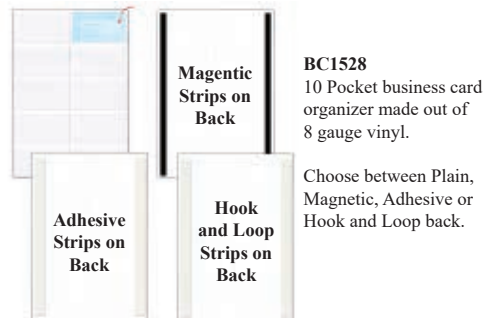 Magentic
Strips on
Back
Adhesive
Strips on
Back
Hook
and Loop
Strips on
Back
BC1528
10 Pocket business card
organizer made out of
8 gauge vinyl.
Choose between Plain,
Magnetic, Adhesive or
Hook and Loop back.